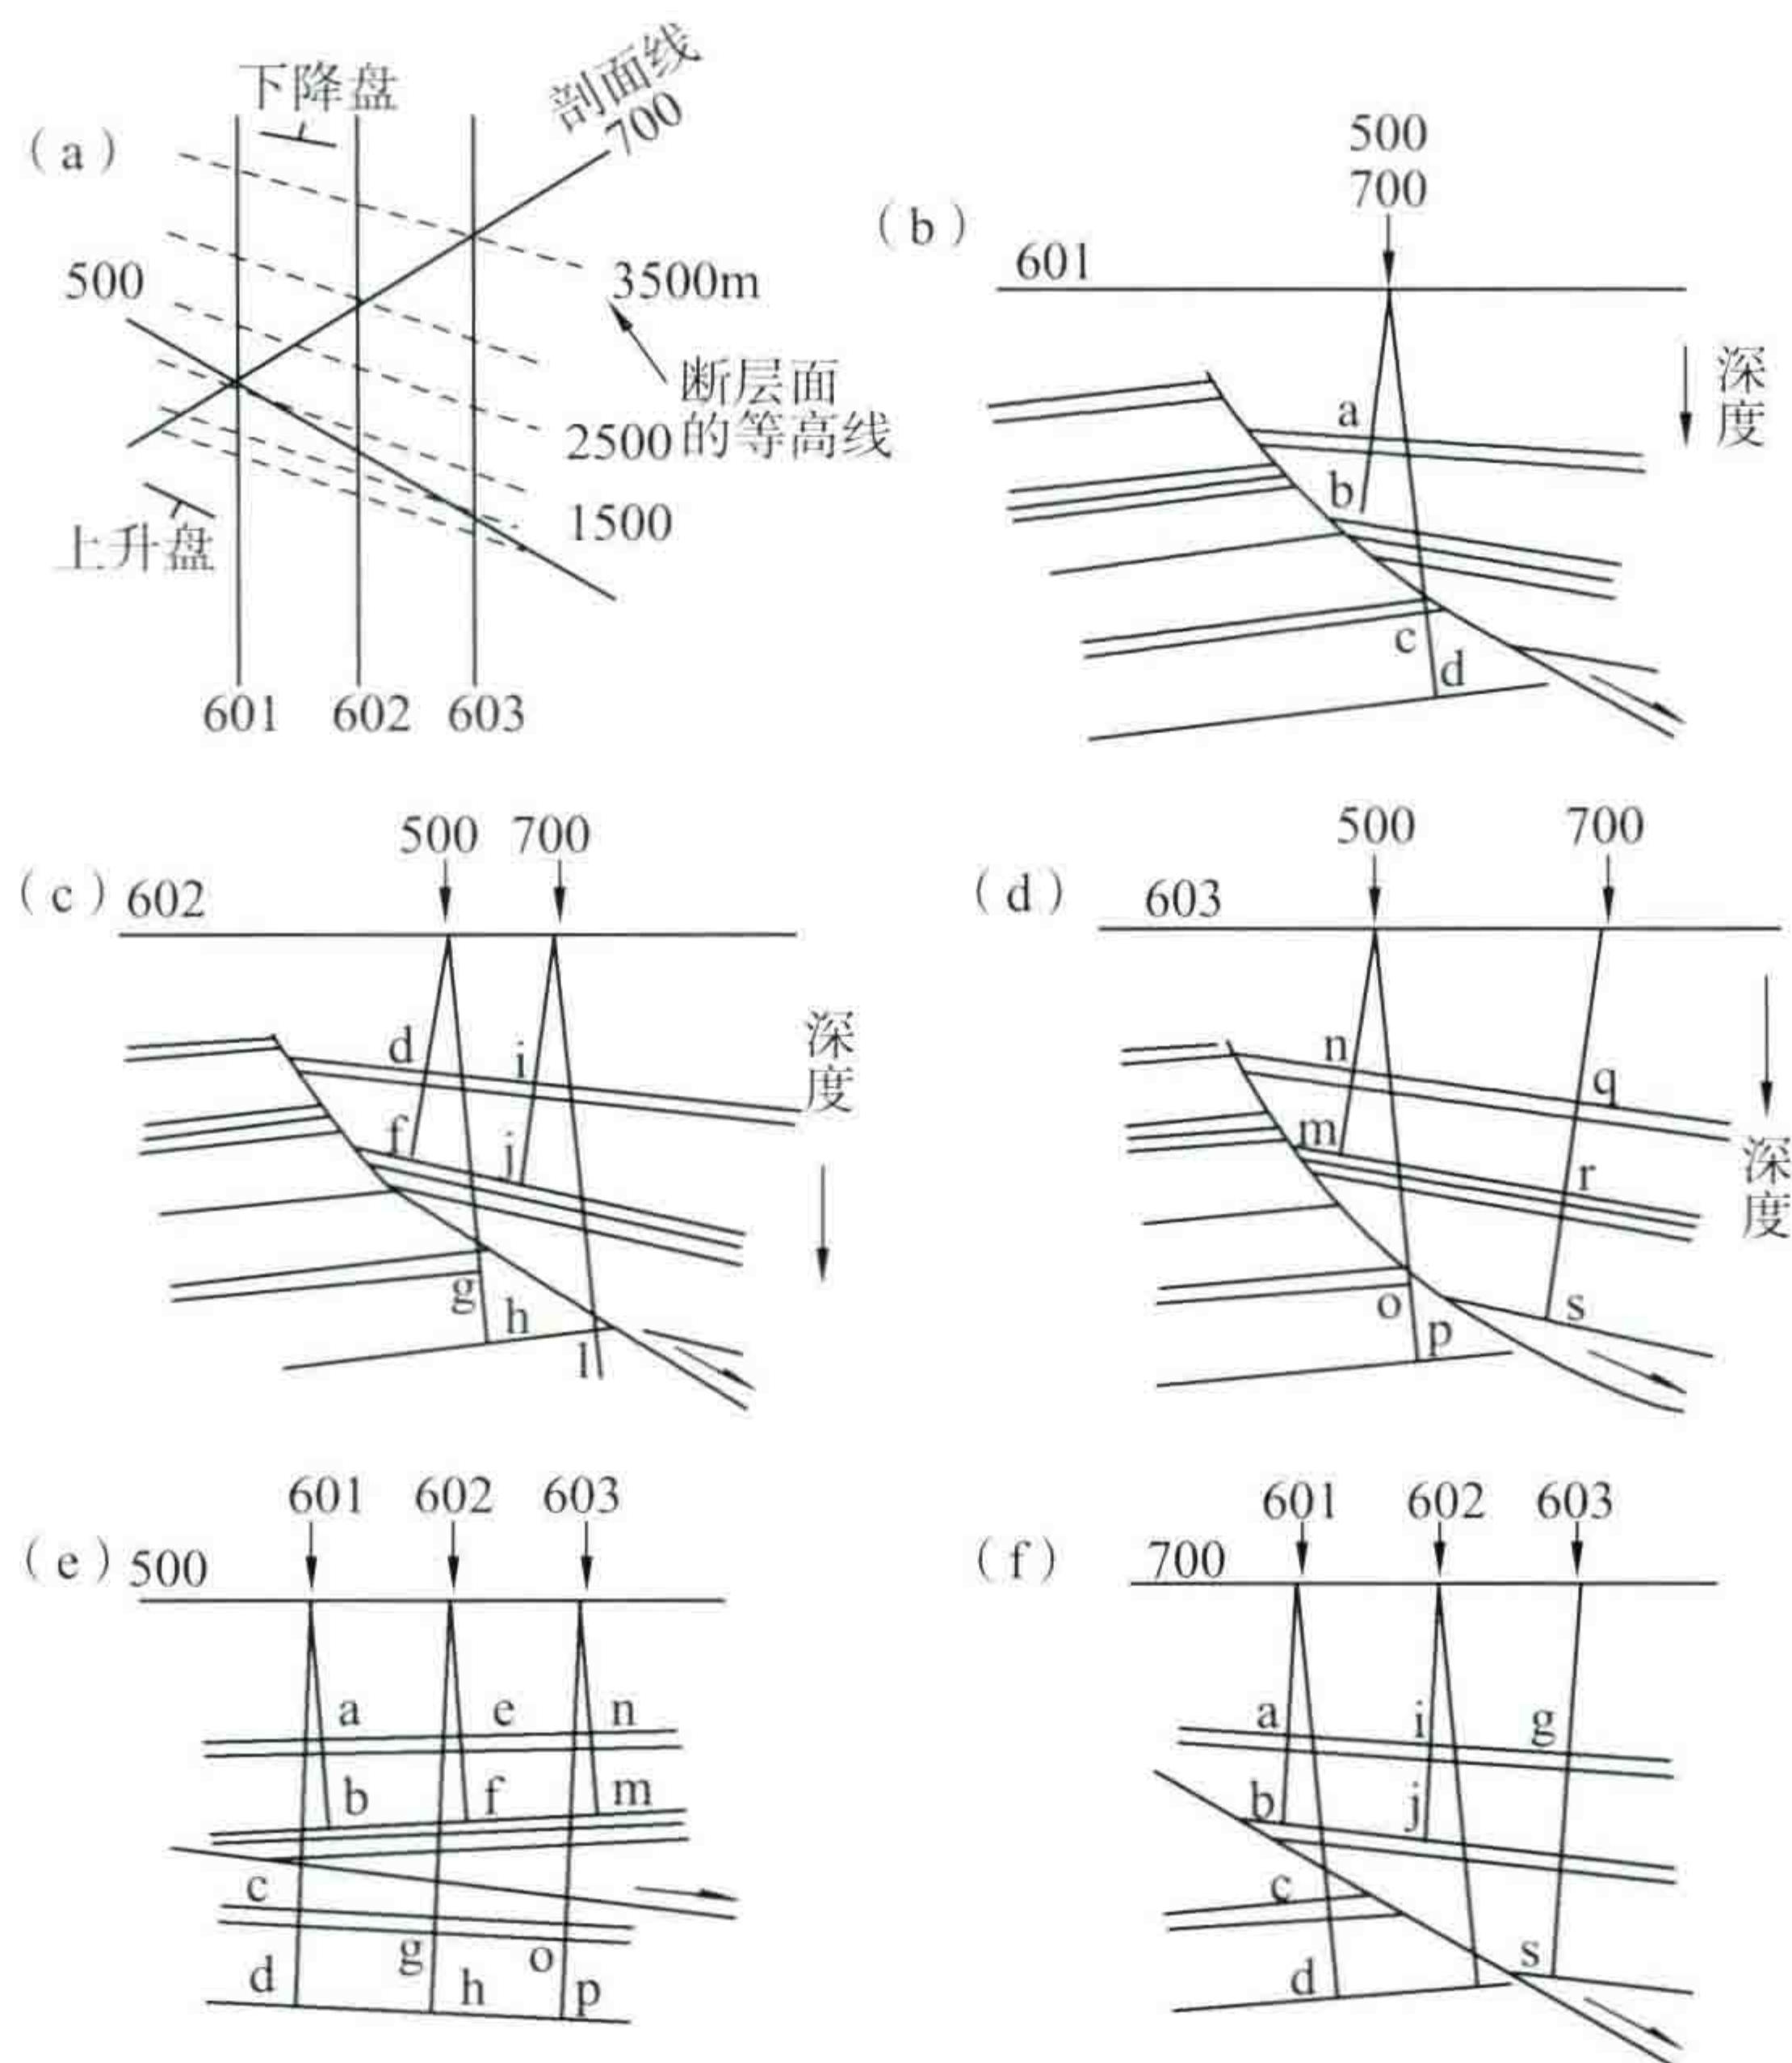 (a)
下降盘
剖面线
700
500
3500m
断层面
的等高线
2500
1500
上升盘
601 602 603
(b)
500
700
601
深度
a
b
c
d
(c)
500 700
602
深度
d
i
f
j
g
h
l
(d)
500 700
603
深度
n
q
m
r
o
s
p
(e)
601 602 603
500
a e n
b f m
c
g o
d h p
(f)
601 602 603
700
a i g
b j
c
s
d